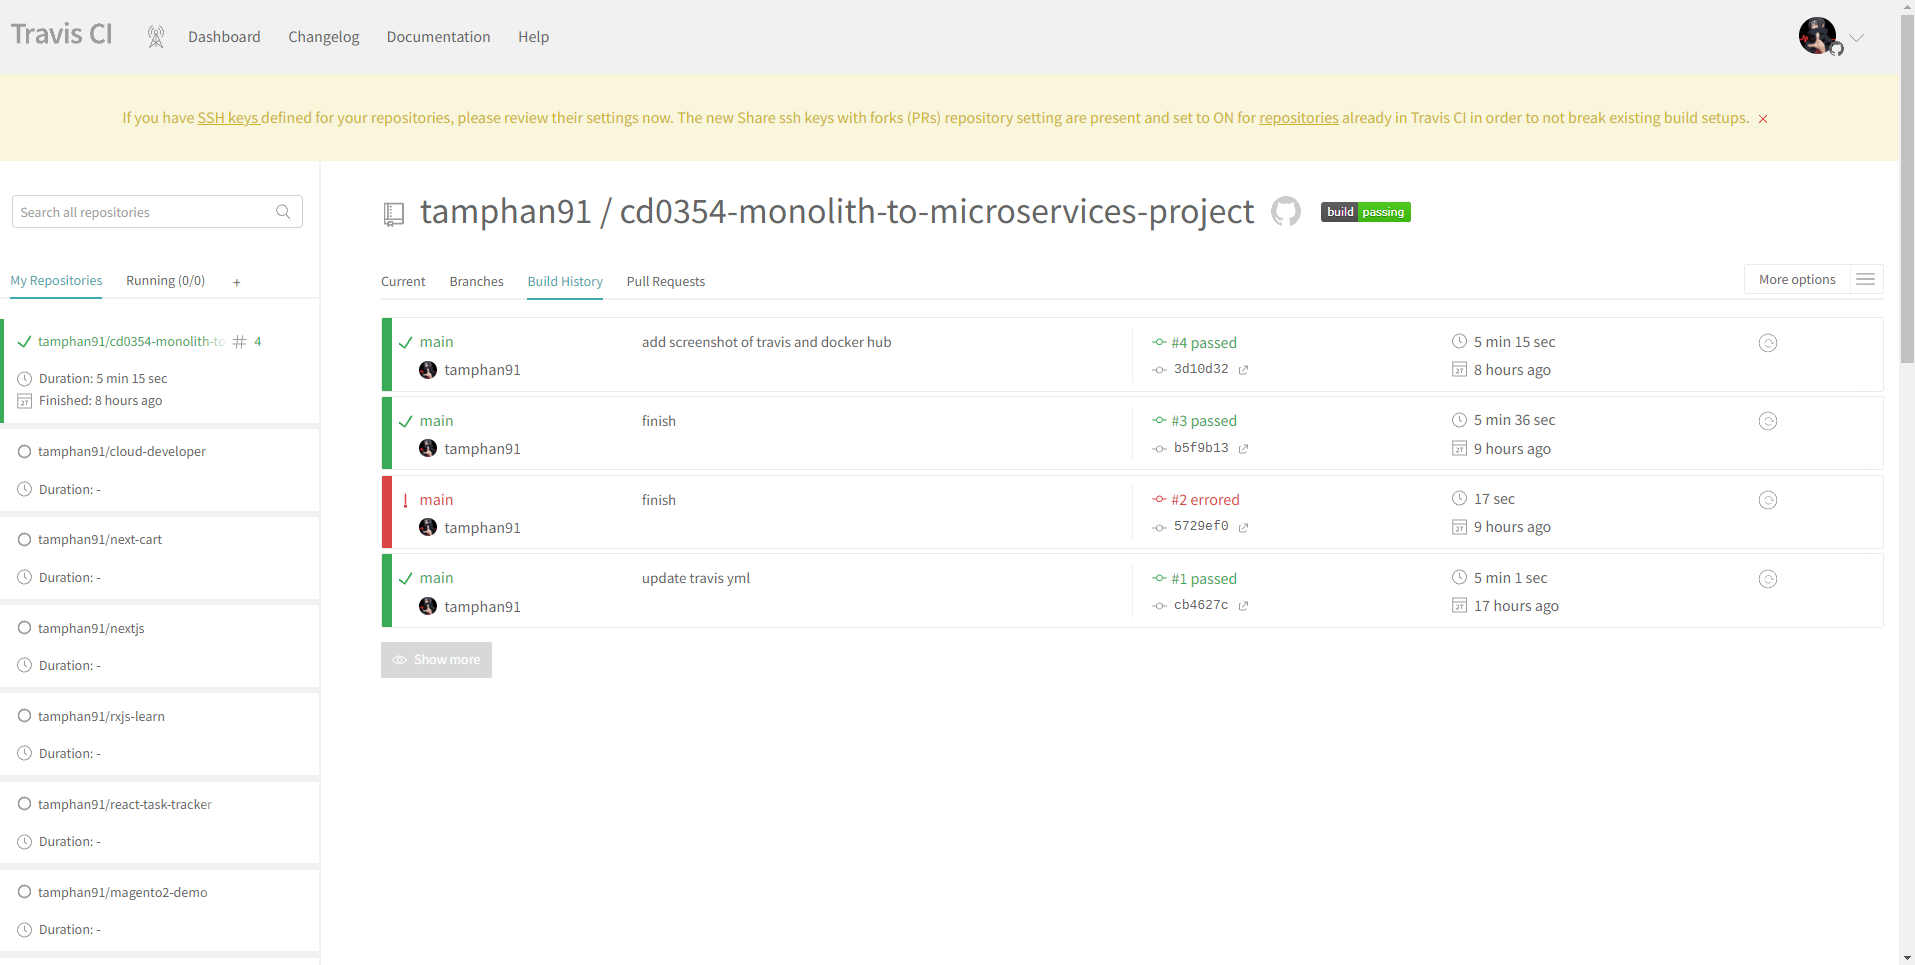 Travis CI
Dashboard
Changelog
Documentation
Help
If you have SSH keys defined for your repositories, please review their settings now. The new Share ssh keys with forks (PRs) repository setting are present and set to ON for repositories already in Travis CI in order to not break existing build setups.
Search all repositories
My Repositories
Running (0/0)
+
tamphan91/cd0354-monolith-to
# 4
Duration: 5 min 15 sec
Finished: 8 hours ago
tamphan91/cloud-developer
Duration: -
tamphan91/next-cart
Duration: -
tamphan91/nextjs
Duration: -
tamphan91/rxjs-learn
Duration: -
tamphan91/react-task-tracker
Duration: -
tamphan91/magento2-demo
Duration: -
tamphan91 / cd0354-monolith-to-microservices-project
build passing
Current
Branches
Build History
Pull Requests
More options
main
add screenshot of travis and docker hub
#4 passed
5 min 15 sec
tamphan91
3d10d32
8 hours ago
main
finish
#3 passed
5 min 36 sec
tamphan91
b5f9b13
9 hours ago
main
finish
#2 errored
17 sec
tamphan91
5729ef0
9 hours ago
main
update travis yml
#1 passed
5 min 1 sec
tamphan91
cb4627c
17 hours ago
Show more